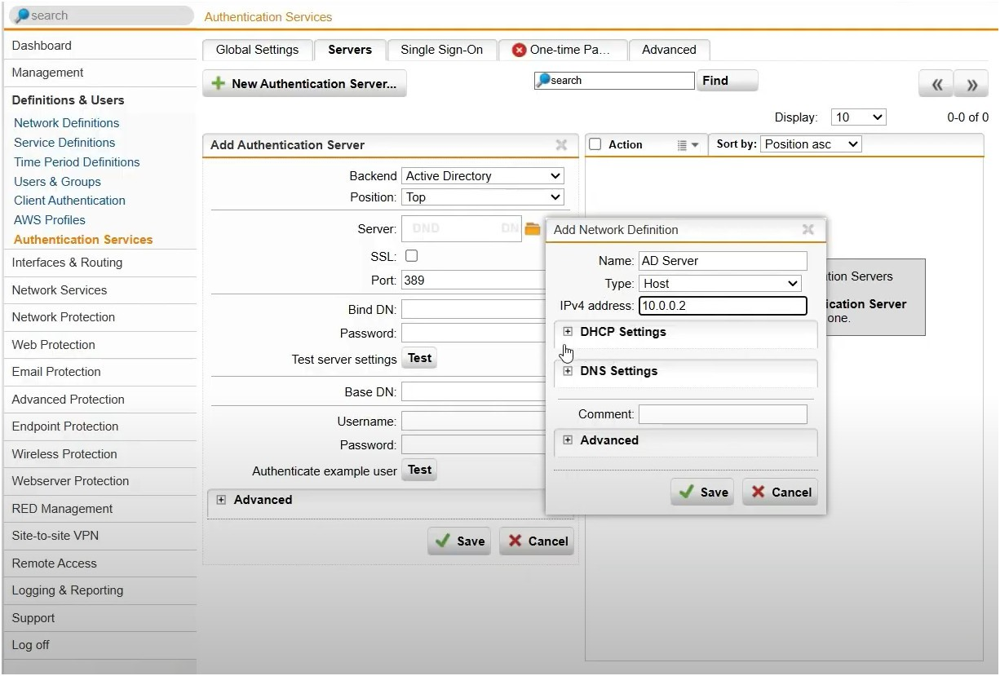 search
Authentication Services
Dashboard
Management
Definitions & Users
Network Definitions
Service Definitions
Time Period Definitions
Users & Groups
Client Authentication
AWS Profiles
Authentication Services
Interfaces & Routing
Network Services
Network Protection
Web Protection
Email Protection
Advanced Protection
Endpoint Protection
Wireless Protection
Webserver Protection
RED Management
Site-to-site VPN
Remote Access
Logging & Reporting
Support
Log off
Global Settings Servers Single Sign-On One-time Pa... Advanced
New Authentication Server... search Find « »
Display: 10 0-0 of 0
Add Authentication Server
Backend Active Directory
Position: Top
Server: DND DN
SSL:
Port: 389
Bind DN:
Password:
Test server settings Test
Base DN:
Username:
Password:
Authenticate example user Test
Advanced
Save Cancel
Action Sort by: Position asc
tion Servers
ication Server
one.
Add Network Definition
Name: AD Server
Type: Host
IPv4 address: 10.0.0.2
DHCP Settings
DNS Settings
Comment:
Advanced
Save Cancel